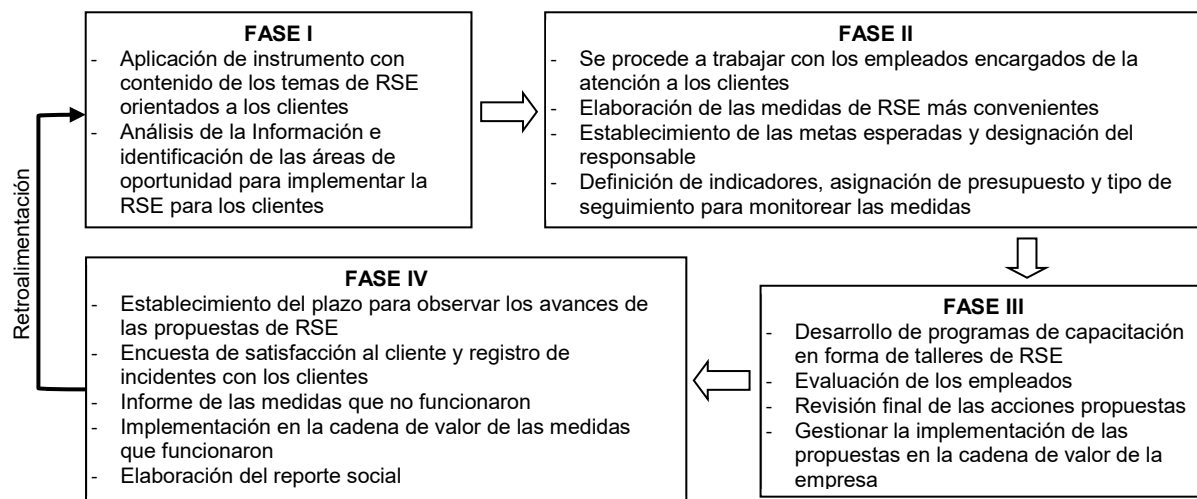 FASE I
- Aplicación de instrumento con
contenido de los temas de RSE
orientados a los clientes
- Análisis de la Información e
identificación de las áreas de
oportunidad para implementar la
RSE para los clientes
FASE II
- Se procede a trabajar con los empleados encargados de la
atención a los clientes
- Elaboración de las medidas de RSE más convenientes
- Establecimiento de las metas esperadas y designación del
responsable
- Definición de indicadores, asignación de presupuesto y tipo de
seguimiento para monitorear las medidas
FASE III
- Desarrollo de programas de capacitación
en forma de talleres de RSE
- Evaluación de los empleados
- Revisión final de las acciones propuestas
- Gestionar la implementación de las
propuestas en la cadena de valor de la
empresa
FASE IV
- Establecimiento del plazo para observar los avances de
las propuestas de RSE
- Encuesta de satisfacción al cliente y registro de
incidentes con los clientes
- Informe de las medidas que no funcionaron
- Implementación en la cadena de valor de las medidas
que funcionaron
- Elaboración del reporte social
Retroalimentación